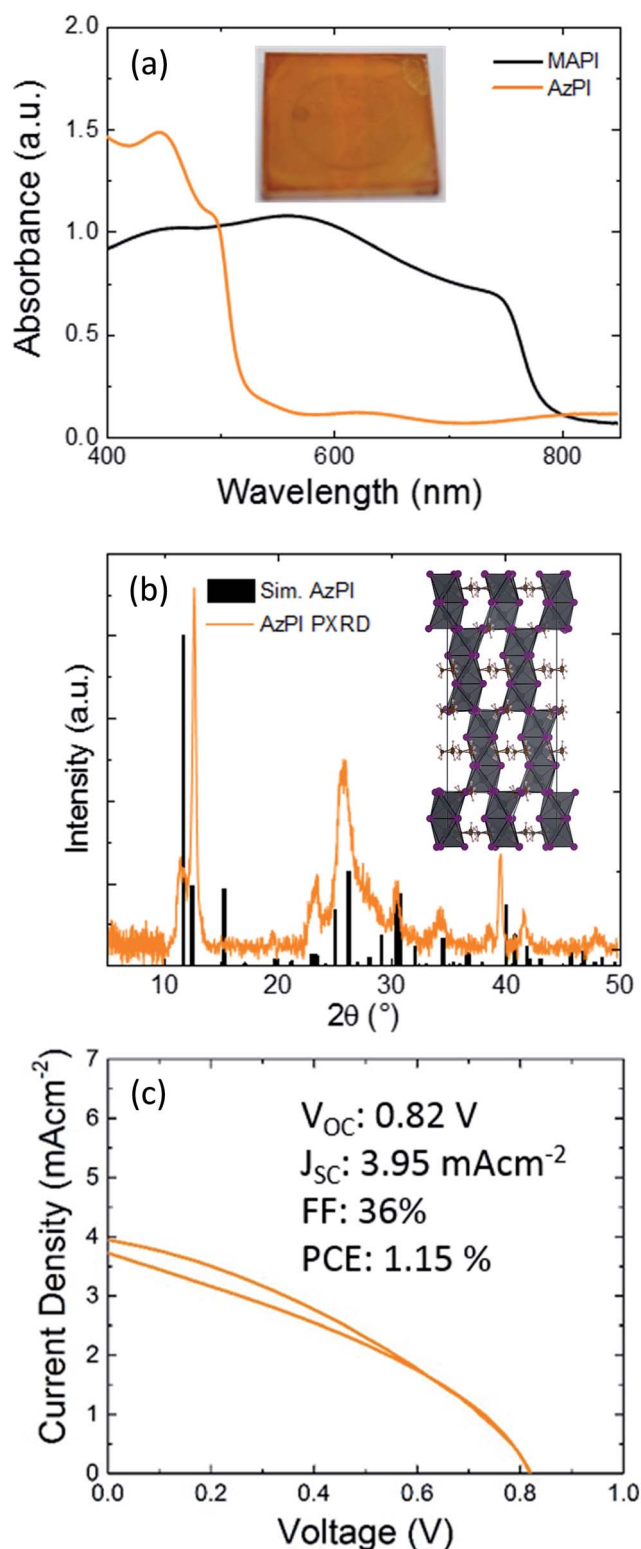 (a)
MAPI
AzPI
2.0
1.5
1.0
0.5
0.0
Absorbance (a.u.)
400
600
800
Wavelength (nm)
(b)
Sim. AzPI
AzPI PXRD
Intensity (a.u.)
10
20
30
40
50
2θ (°)
(c)
V_OC: 0.82 V
J_SC: 3.95 mAcm⁻²
FF: 36%
PCE: 1.15 %
7
6
5
4
3
2
1
0
Current Density (mAcm⁻²)
0.0
0.2
0.4
0.6
0.8
1.0
Voltage (V)